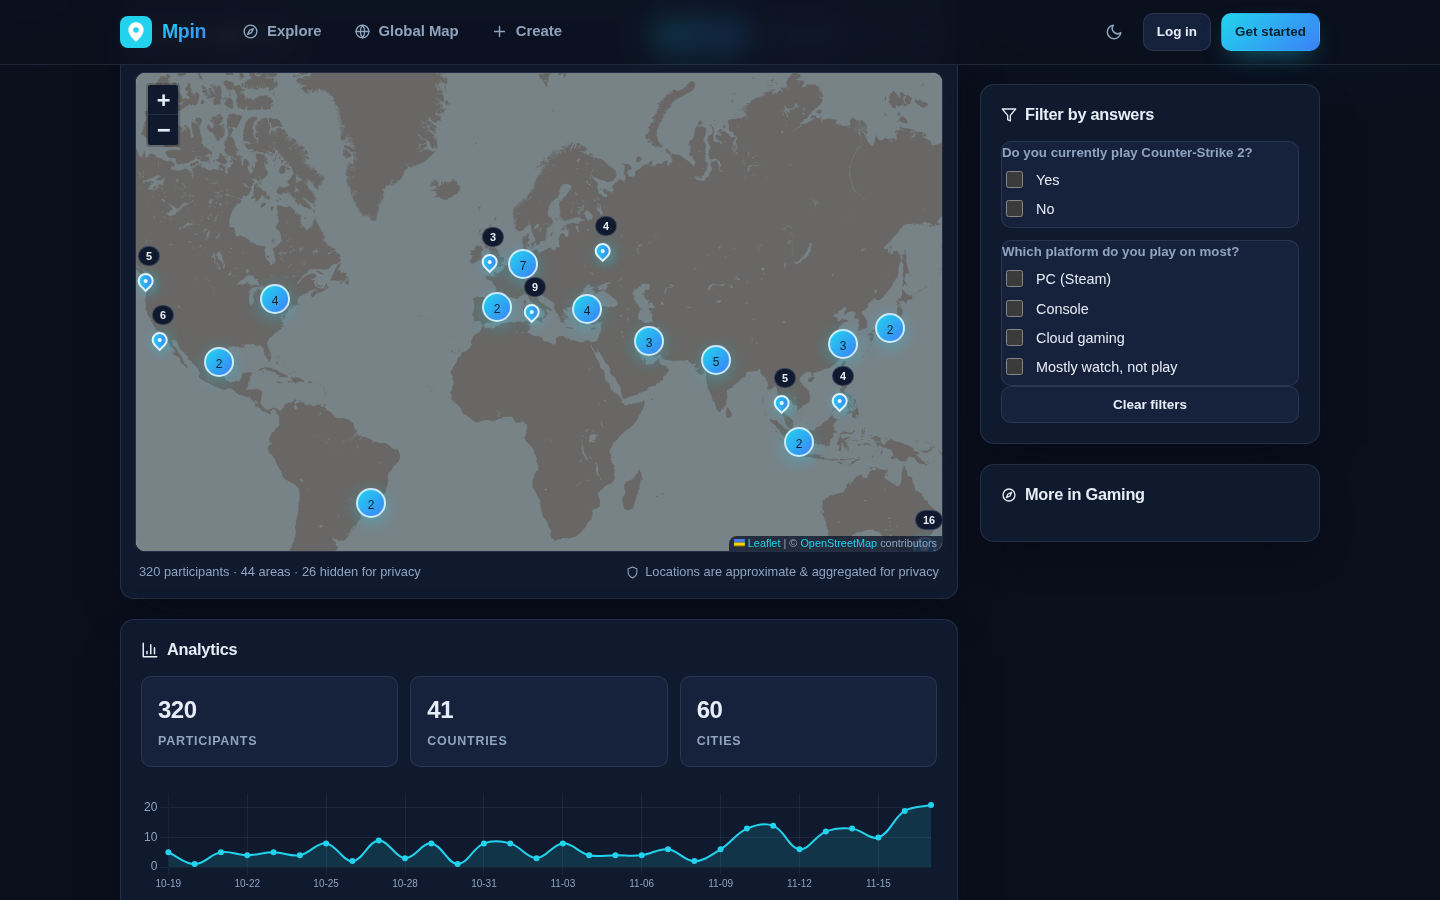 Mpin
Explore
Global Map
Create
Log in
Get started
+
−
5
6
4
2
3
7
9
2
4
4
3
5
3
2
5
4
2
2
16
Leaflet | © OpenStreetMap contributors
320 participants · 44 areas · 26 hidden for privacy
Locations are approximate & aggregated for privacy
Analytics
320
PARTICIPANTS
41
COUNTRIES
60
CITIES
20
10
0
10-19 10-22 10-25 10-28 10-31 11-03 11-06 11-09 11-12 11-15
Filter by answers
Do you currently play Counter-Strike 2?
Yes
No
Which platform do you play on most?
PC (Steam)
Console
Cloud gaming
Mostly watch, not play
Clear filters
More in Gaming